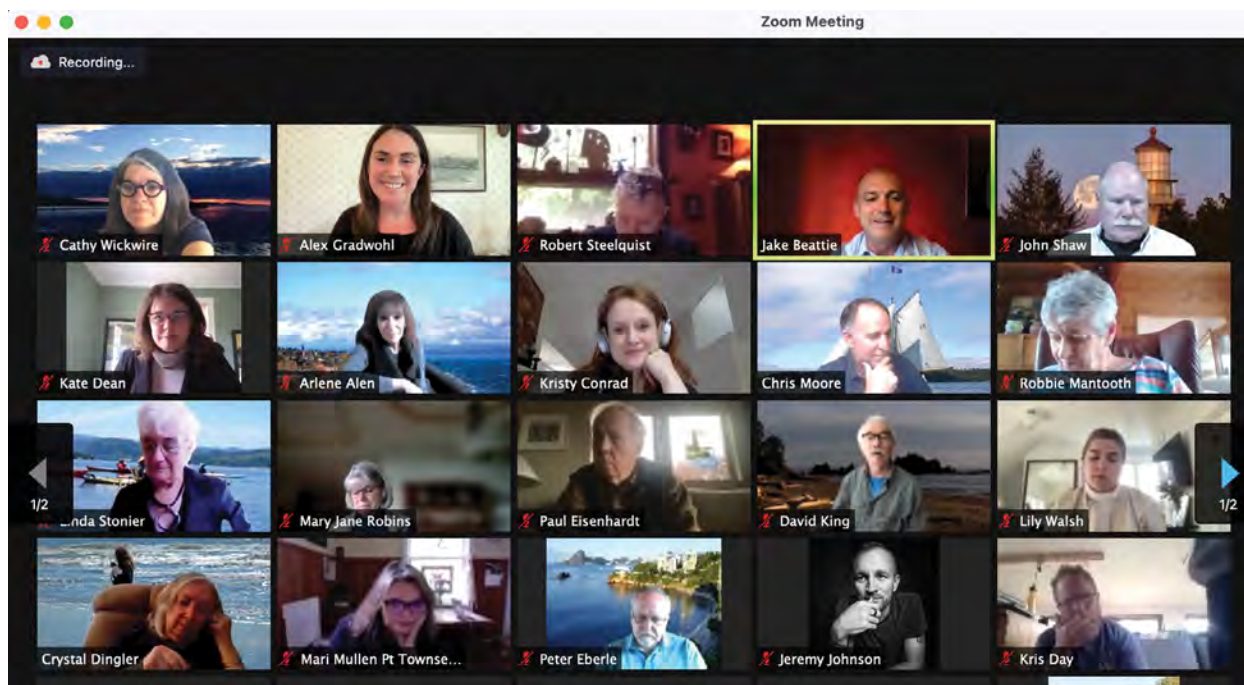 Zoom Meeting
Recording...
Cathy Wickwire
Alex Gradwohl
Robert Steelquist
Jake Beattie
John Shaw
Kate Dean
Arlene Alen
Kristy Conrad
Chris Moore
Robbie Mantooth
1/2
Linda Stonier
Mary Jane Robins
Paul Eisenhardt
David King
Lily Walsh
1/2
Crystal Dingler
Mari Mullen Pt Townse...
Peter Eberle
Jeremy Johnson
Kris Day